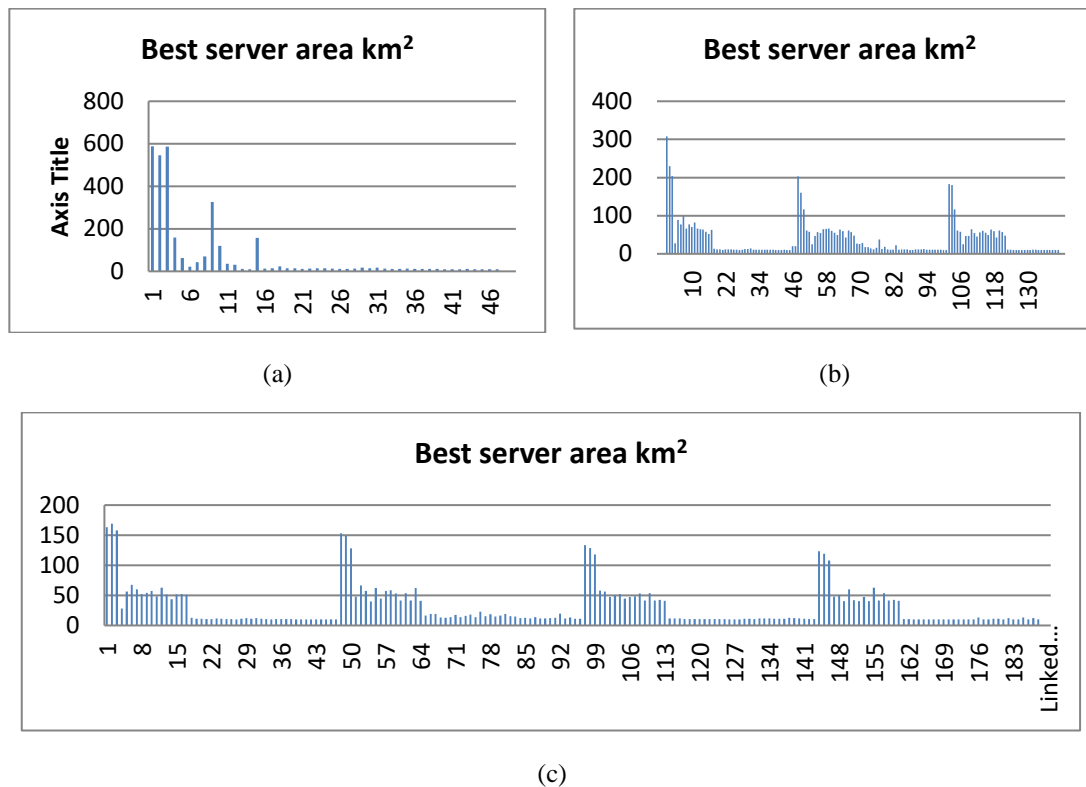 Best server area km²
Axis Title
800
600
400
200
0
1 6 11 16 21 26 31 36 41 46
(a)
Best server area km²
400
300
200
100
0
10 22 34 46 58 70 82 94 106 118 130
(b)
Best server area km²
200
150
100
50
0
1 8 15 22 29 36 43 50 57 64 71 78 85 92 99 106 113 120 127 134 141 148 155 162 169 176 183 Linked...
(c)